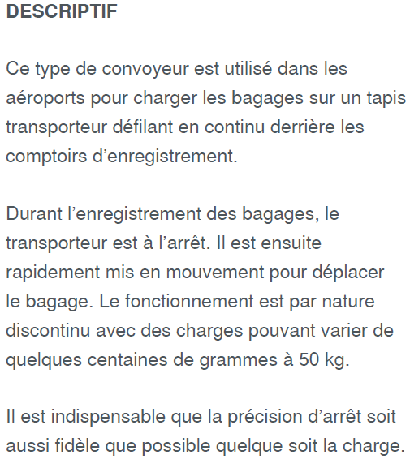 DESCRIPTIF
Ce type de convoyeur est utilisé dans les
aéroports pour charger les bagages sur un tapis
transporteur défilant en continu derrière les
comptoirs d’enregistrement.
Durant l’enregistrement des bagages, le
transporteur est à l’arrêt. Il est ensuite
rapidement mis en mouvement pour déplacer
le bagage. Le fonctionnement est par nature
discontinu avec des charges pouvant varier de
quelques centaines de grammes à 50 kg.
Il est indispensable que la précision d’arrêt soit
aussi fidèle que possible quelque soit la charge.